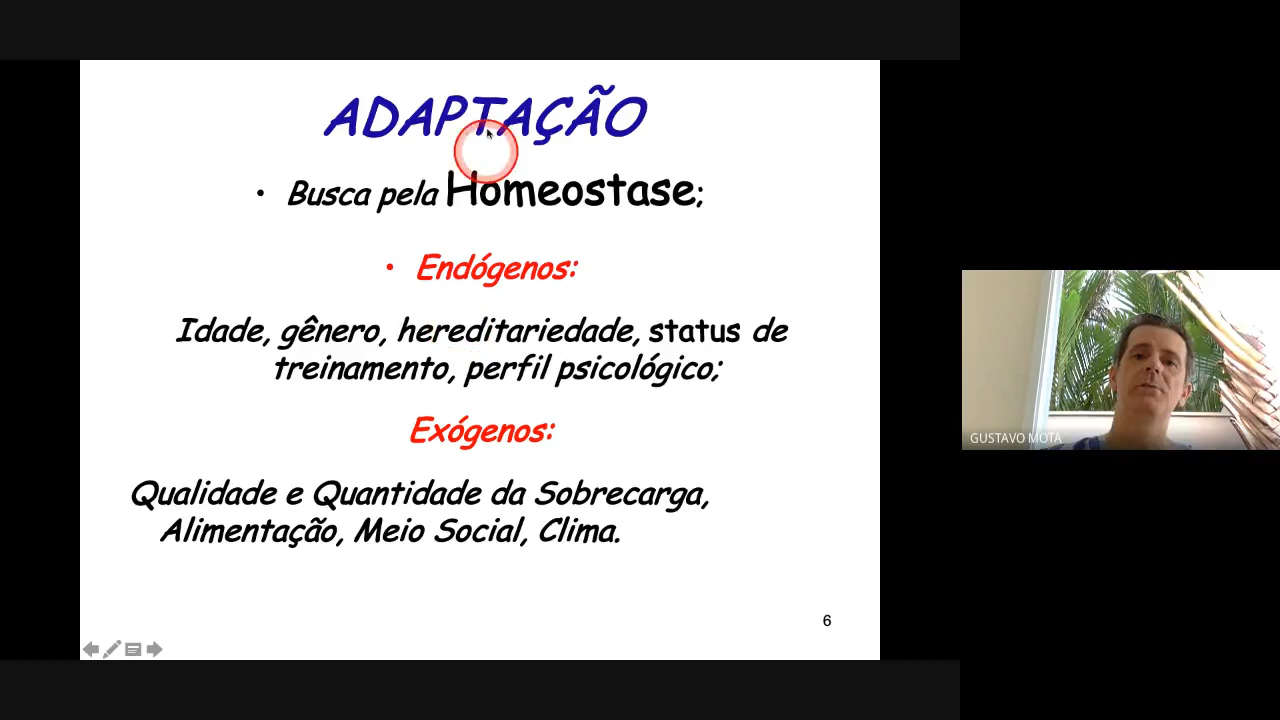 ADAPTAÇÃO
• Busca pela Homeostase;
• Endógenos:
Idade, gênero, hereditariedade, status de
treinamento, perfil psicológico;
Exógenos:
Qualidade e Quantidade da Sobrecarga,
Alimentação, Meio Social, Clima.
6
GUSTAVO MOTA